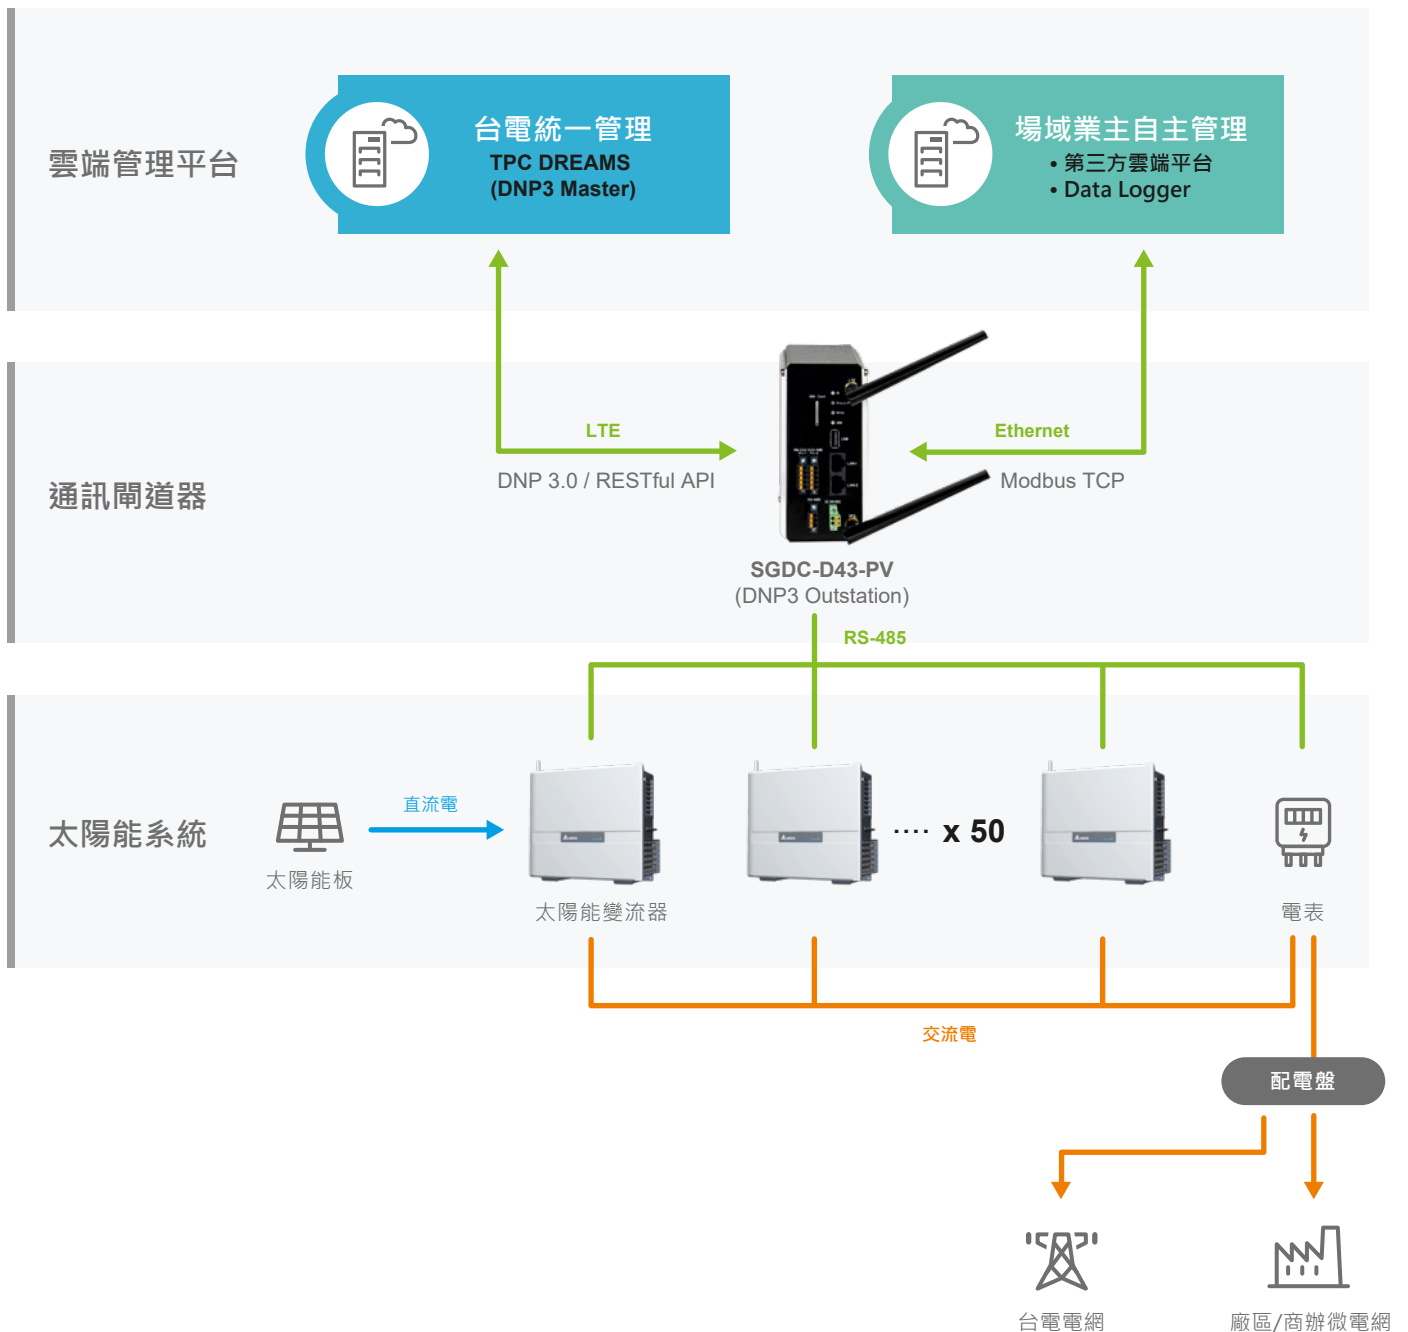 雲端管理平台
台電統一管理
TPC DREAMS
(DNP3 Master)
場域業主自主管理
• 第三方雲端平台
• Data Logger
通訊閘道器
LTE
DNP 3.0 / RESTful API
Ethernet
Modbus TCP
SGDC-D43-PV
(DNP3 Outstation)
RS-485
太陽能系統
太陽能板
直流電
太陽能變流器
···· x 50
電表
交流電
配電盤
台電電網
廠區/商辦微電網